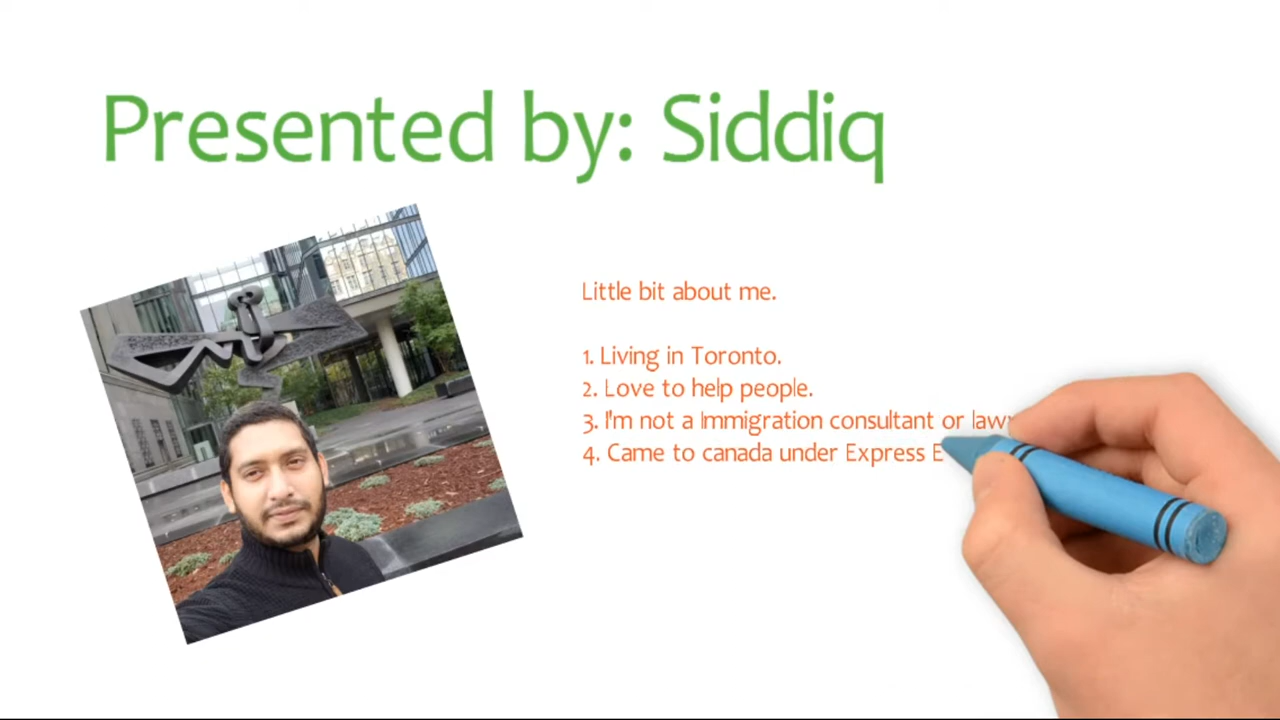 Presented by: Siddiq
Little bit about me.
1. Living in Toronto.
2. Love to help people.
3. I'm not a Immigration consultant or
4. Came to canada under Express